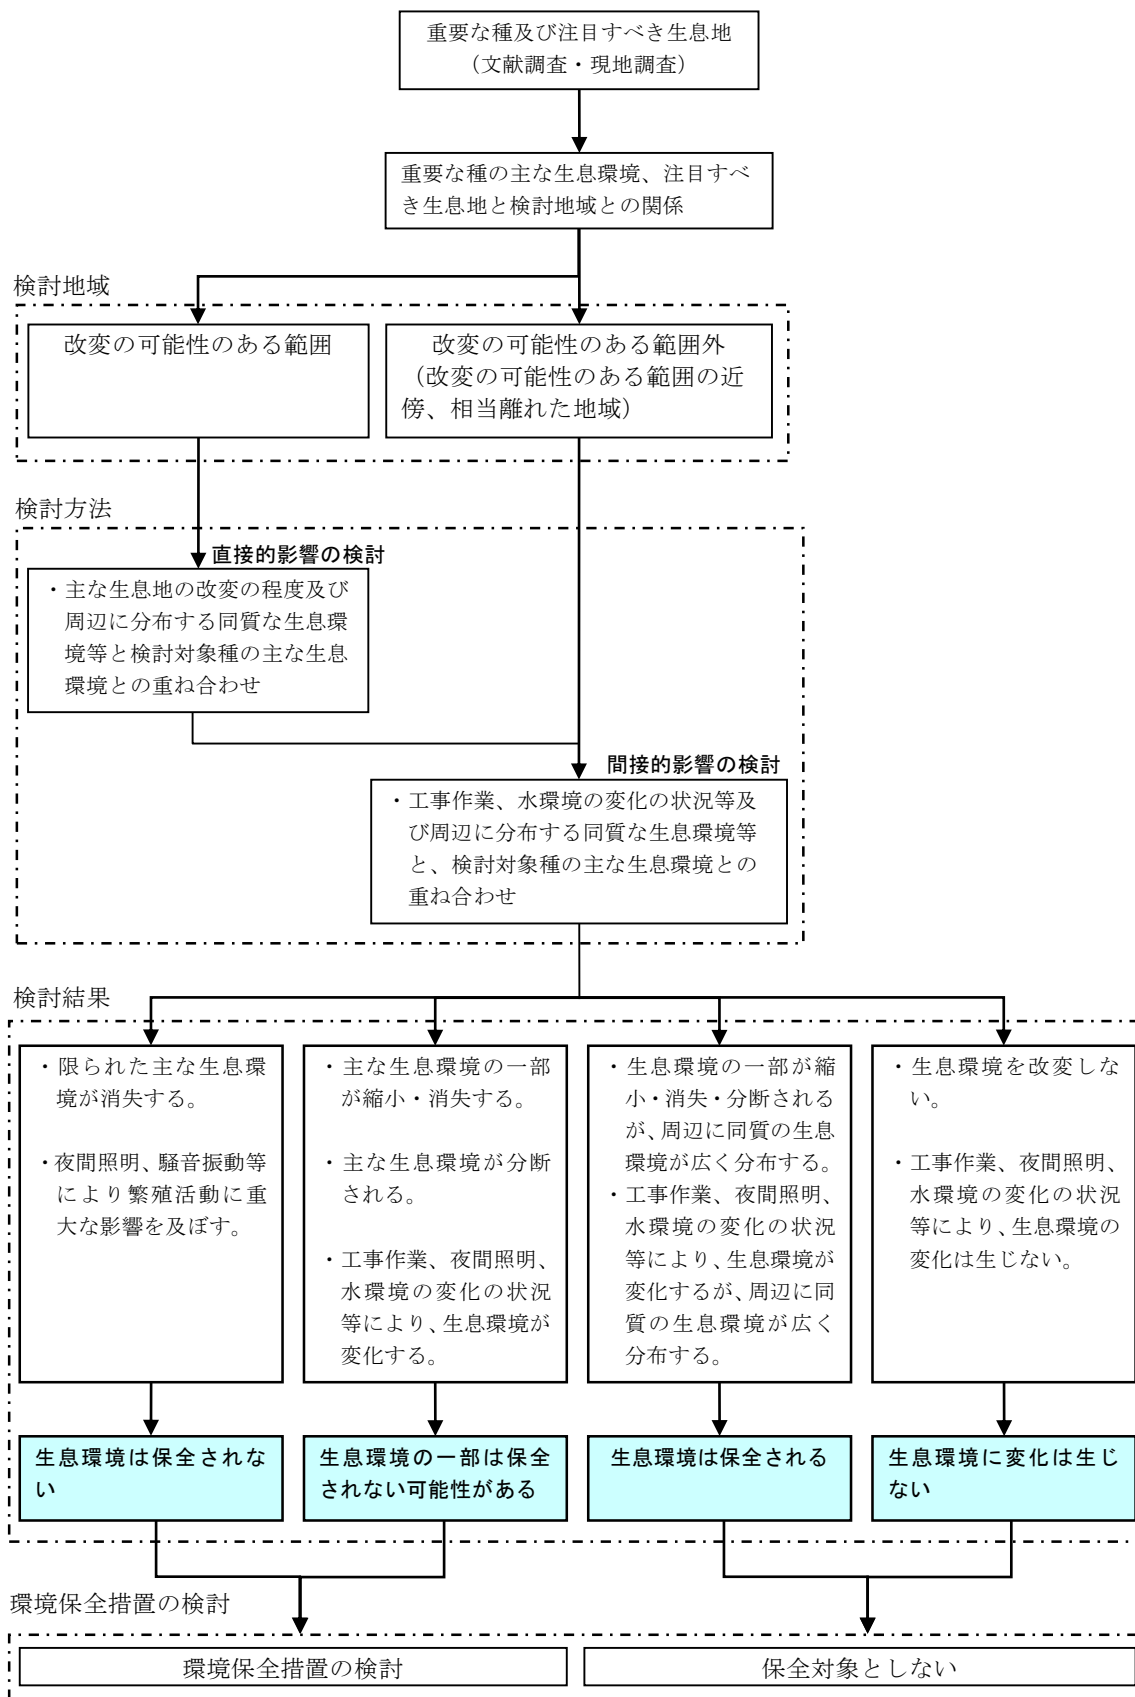 重要な種及び注目すべき生息地
（文献調査・現地調査）
重要な種の主な生息環境、注目すべ
き生息地と検討地域との関係
検討地域
改変の可能性のある範囲
改変の可能性のある範囲外
（改変の可能性のある範囲の近
傍、相当離れた地域）
検討方法
直接的影響の検討
・主な生息地の改変の程度及び
周辺に分布する同質な生息環
境等と検討対象種の主な生息
環境との重ね合わせ
間接的影響の検討
・工事作業、水環境の変化の状況等及
び周辺に分布する同質な生息環境等
と、検討対象種の主な生息環境との
重ね合わせ
検討結果
・限られた主な生息環
境が消失する。
・夜間照明、騒音振動等
により繁殖活動に重
大な影響を及ぼす。
・主な生息環境の一部
が縮小・消失する。
・主な生息環境が分断
される。
・工事作業、夜間照明、
水環境の変化の状況
等により、生息環境が
変化する。
・生息環境の一部が縮
小・消失・分断される
が、周辺に同質の生息
環境が広く分布する。
・工事作業、夜間照明、
水環境の変化の状況
等により、生息環境が
変化するが、周辺に同
質の生息環境が広く
分布する。
・生息環境を改変しな
い。
・工事作業、夜間照明、
水環境の変化の状況
等により、生息環境の
変化は生じない。
生息環境は保全されな
い
生息環境の一部は保全
されない可能性がある
生息環境は保全される
生息環境に変化は生じ
ない
環境保全措置の検討
環境保全措置の検討
保全対象としない